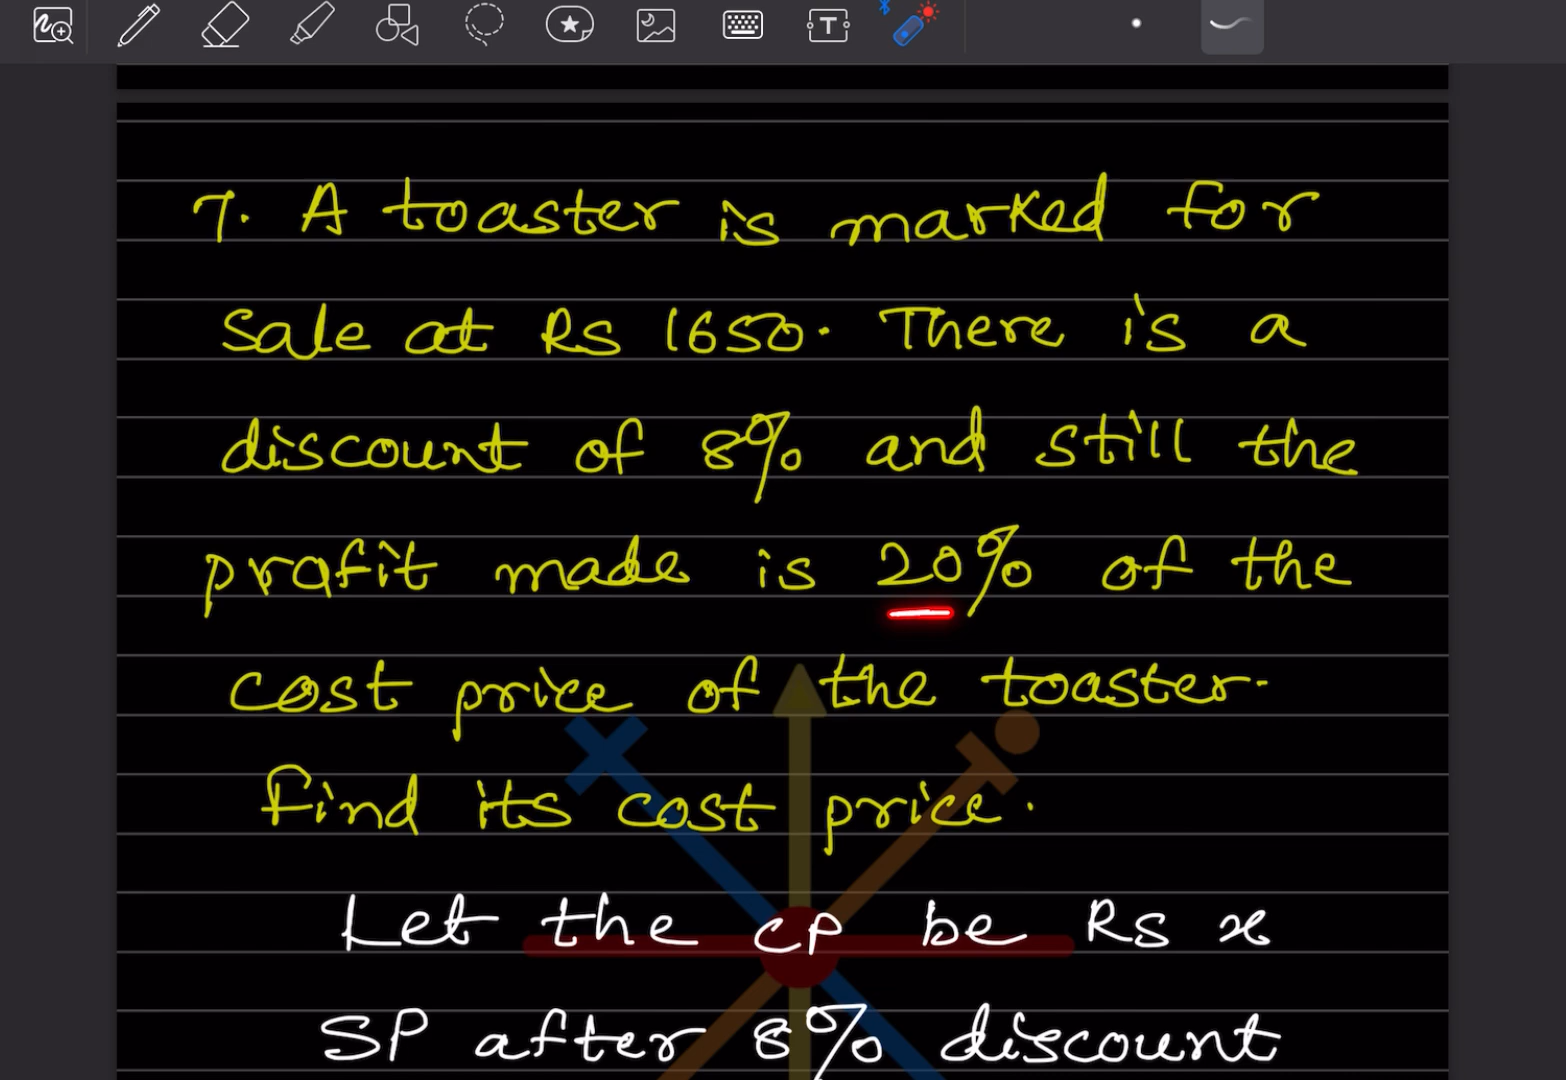 7. A toaster is marked for
sale at Rs 1650. There is a
discount of 8% and still the
profit made is 20% of the
cost price of the toaster.
Find its cost price.
Let the CP be Rs x
SP after 8% discount